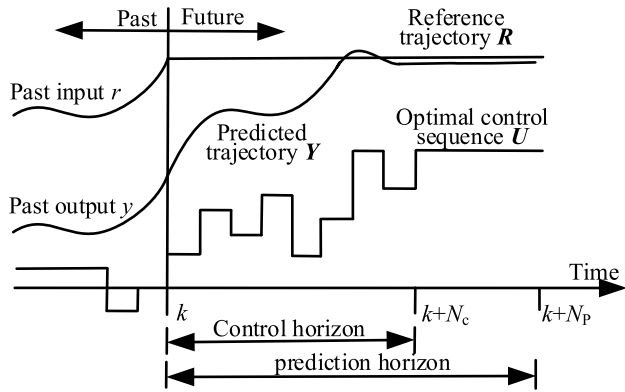 Past
Future
Reference
trajectory R
Past input r
Predicted
trajectory Y
Optimal control
sequence U
Past output y
Time
k
k+Nc
k+NP
Control horizon
prediction horizon